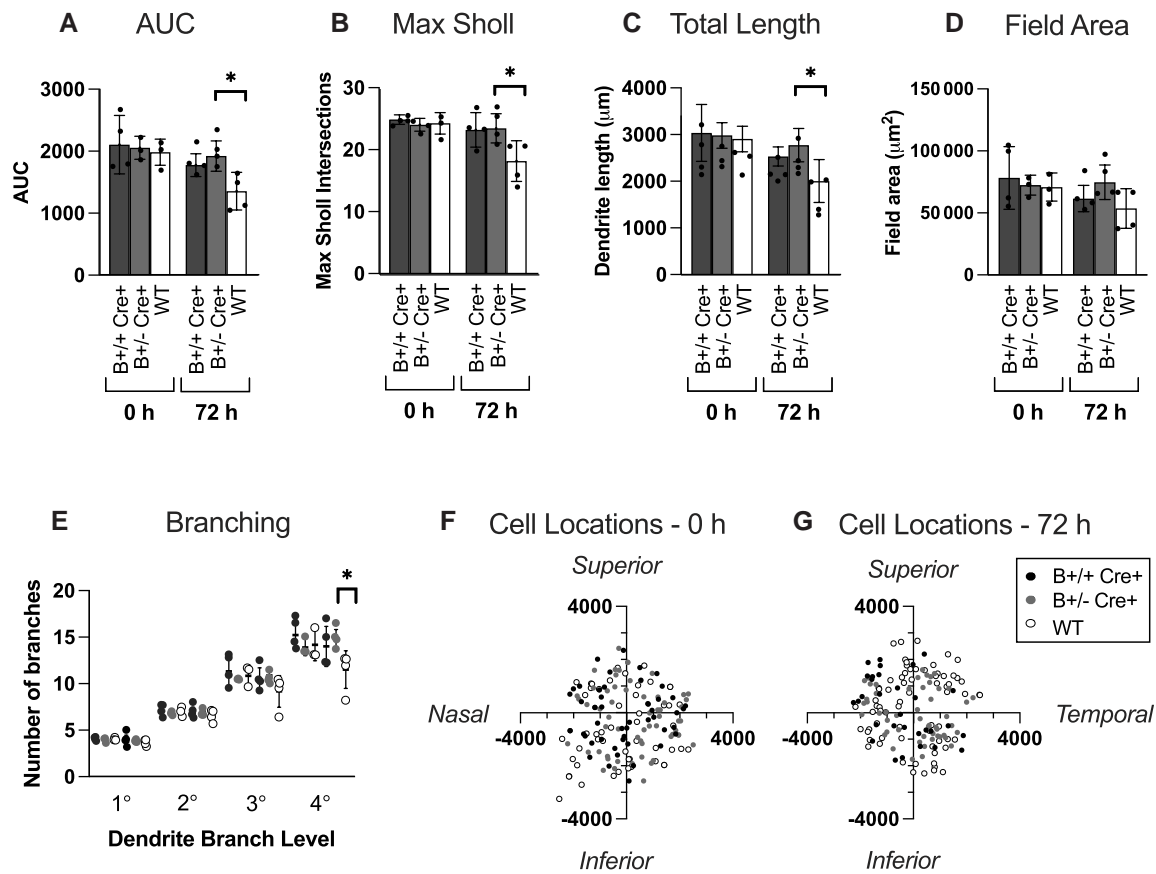 A AUC
AUC
3000
2000
1000
0
*
B+/+ Cre+
B+/- Cre+
WT
B+/+ Cre+
B+/- Cre+
WT
0 h
72 h
B Max Sholl
Max Sholl Intersections
30
20
10
0
*
B+/+ Cre+
B+/- Cre+
WT
B+/+ Cre+
B+/- Cre+
WT
0 h
72 h
C Total Length
Dendrite length (μm)
4000
3000
2000
1000
0
*
B+/+ Cre+
B+/- Cre+
WT
B+/+ Cre+
B+/- Cre+
WT
0 h
72 h
D Field Area
Field area (μm²)
150 000
100 000
50 000
0
B+/+ Cre+
B+/- Cre+
WT
B+/+ Cre+
B+/- Cre+
WT
0 h
72 h
E Branching
Number of branches
20
15
10
5
0
*
1° 2° 3° 4°
Dendrite Branch Level
F Cell Locations - 0 h
Superior
4000
Nasal
-4000 4000
-4000
Inferior
G Cell Locations - 72 h
Superior
4000
-4000 4000
Temporal
-4000
Inferior
B+/+ Cre+
B+/- Cre+
WT